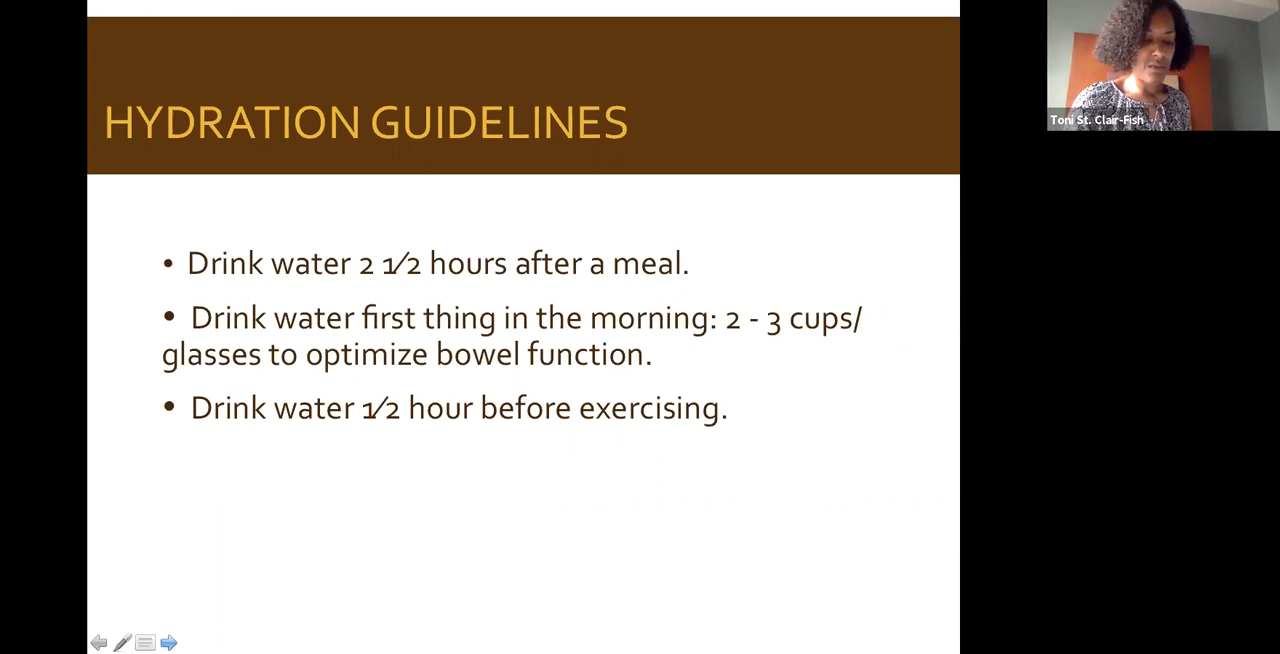 HYDRATION GUIDELINES
• Drink water 2 1⁄2 hours after a meal.
• Drink water first thing in the morning: 2 - 3 cups/
glasses to optimize bowel function.
• Drink water 1⁄2 hour before exercising.
Toni St. Clair-Fish